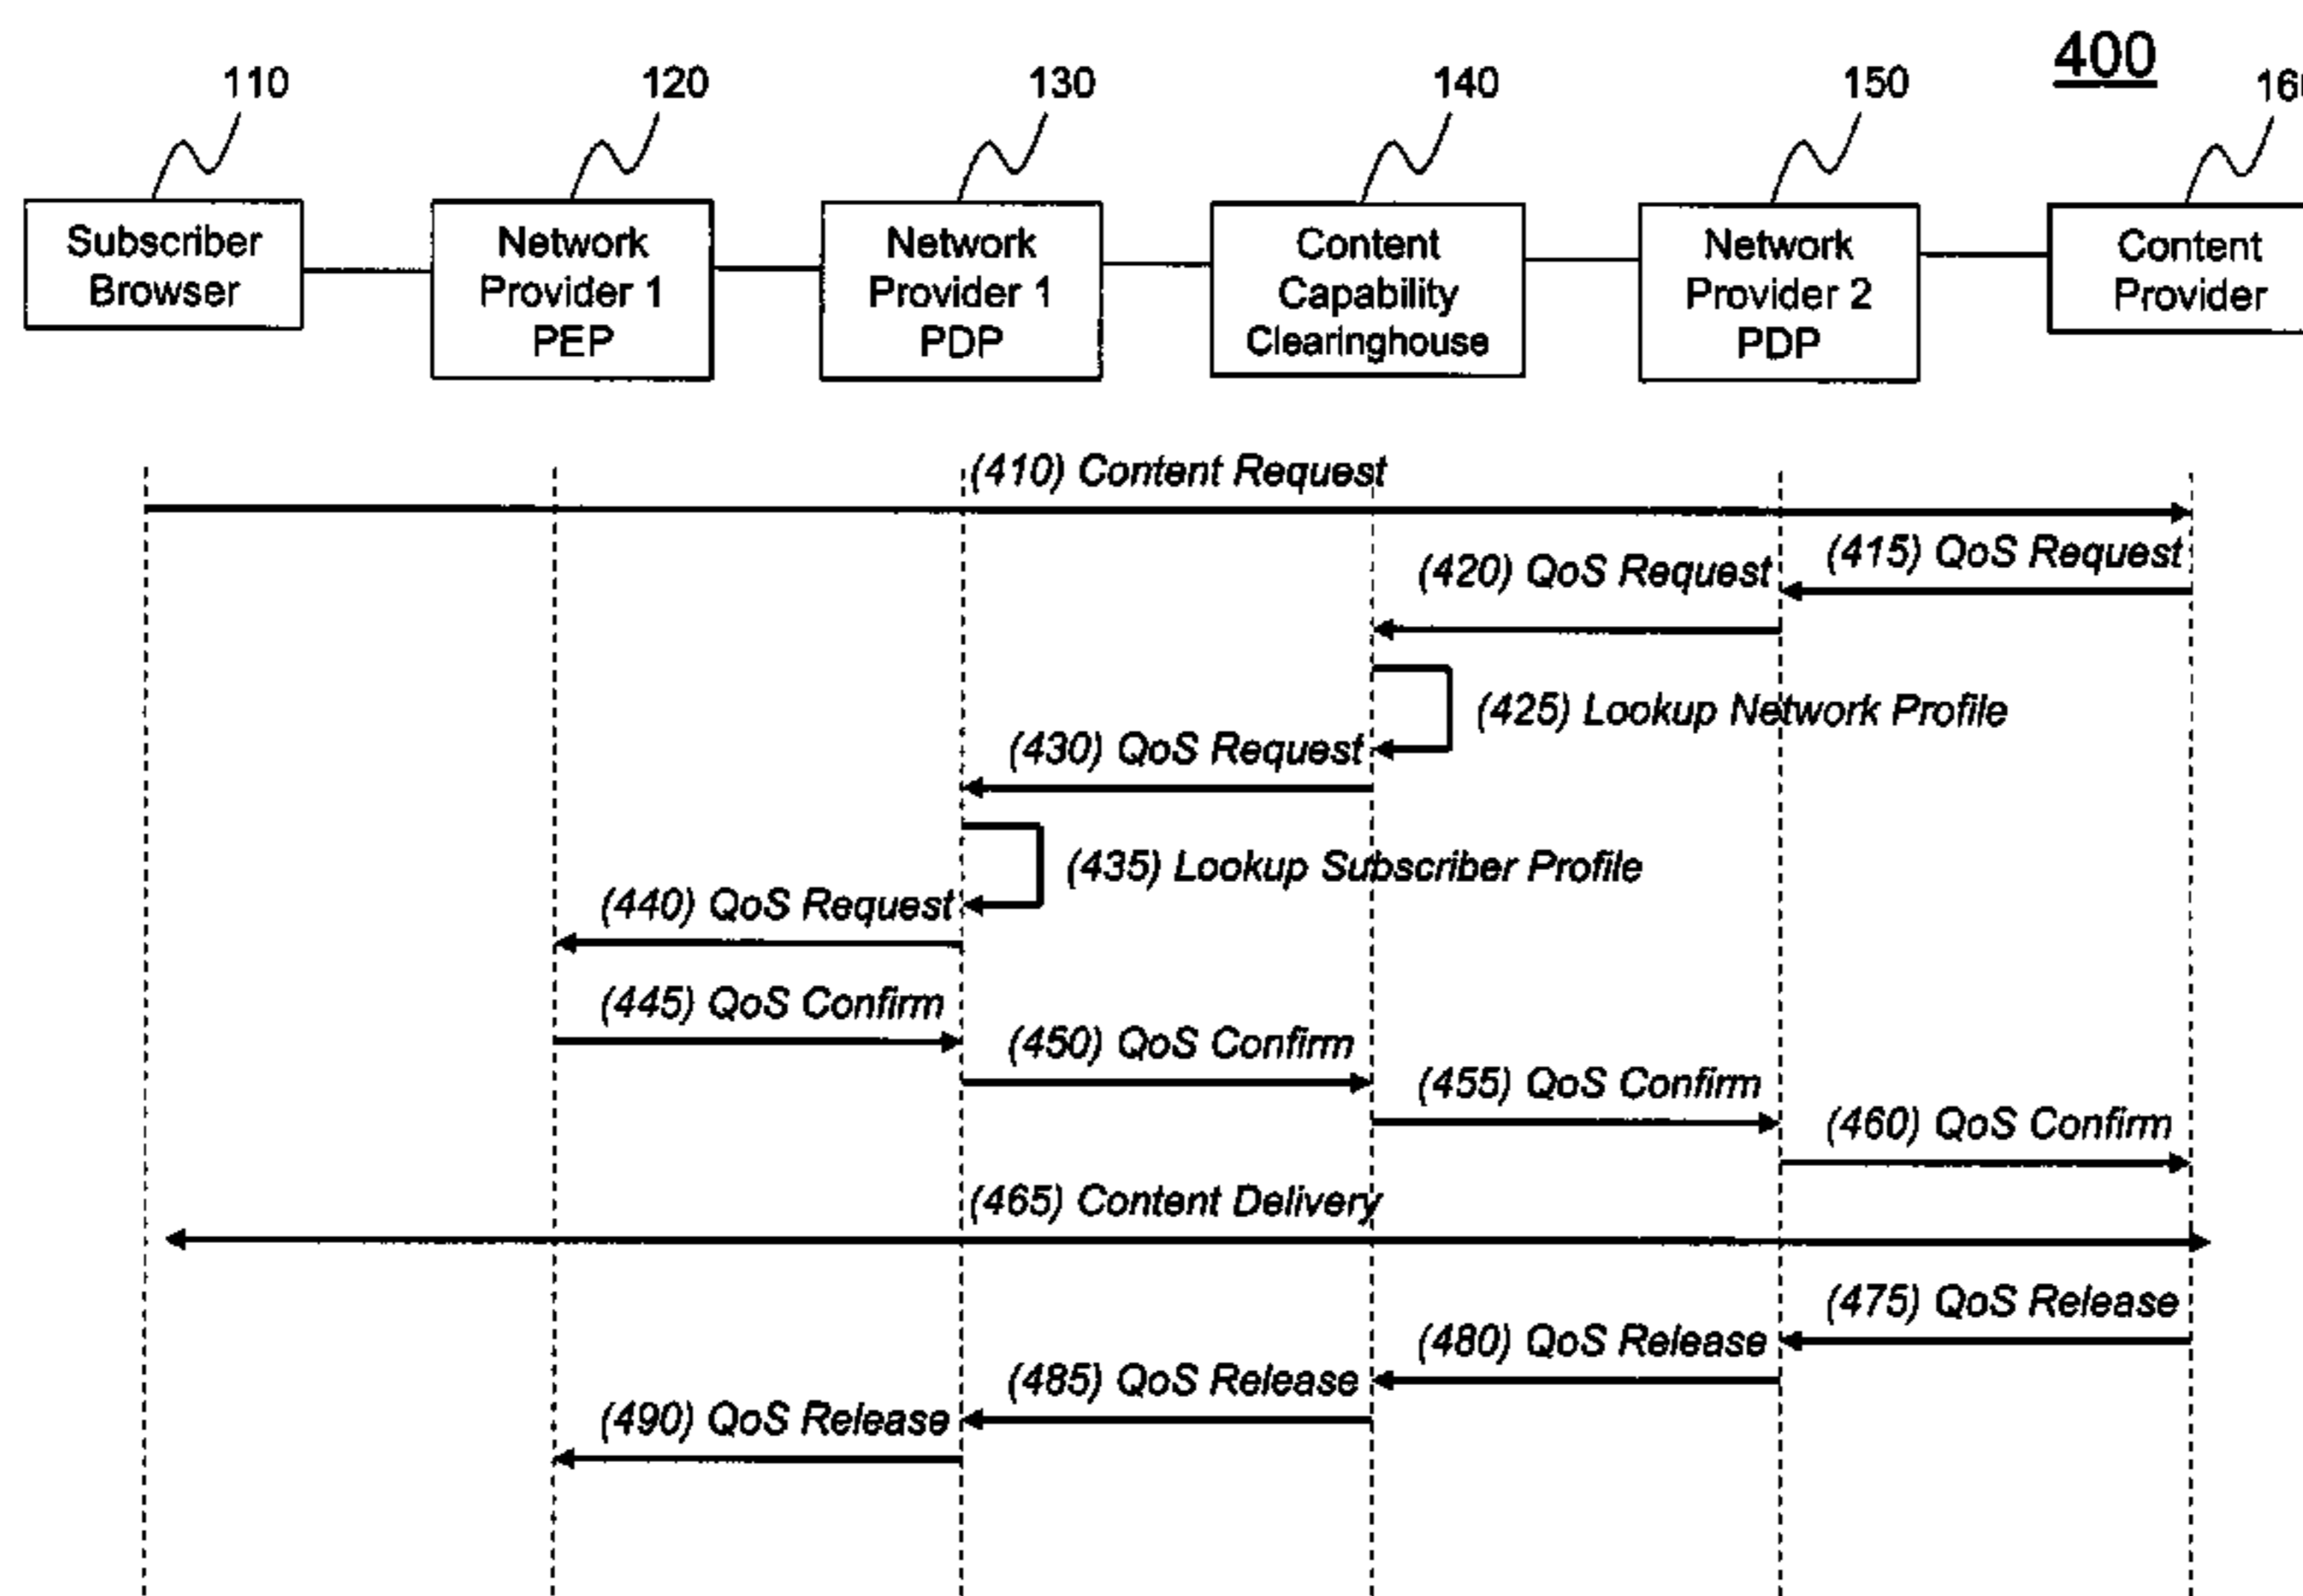 400
110
120
130
140
150
Subscriber
Browser
Network
Provider 1
PEP
Network
Provider 1
PDP
Content
Capability
Clearinghouse
Network
Provider 2
PDP
Content
Provider
(410) Content Request
(415) QoS Request
(420) QoS Request
(425) Lookup Network Profile
(430) QoS Request
(435) Lookup Subscriber Profile
(440) QoS Request
(445) QoS Confirm
(450) QoS Confirm
(455) QoS Confirm
(460) QoS Confirm
(465) Content Delivery
(475) QoS Release
(480) QoS Release
(485) QoS Release
(490) QoS Release